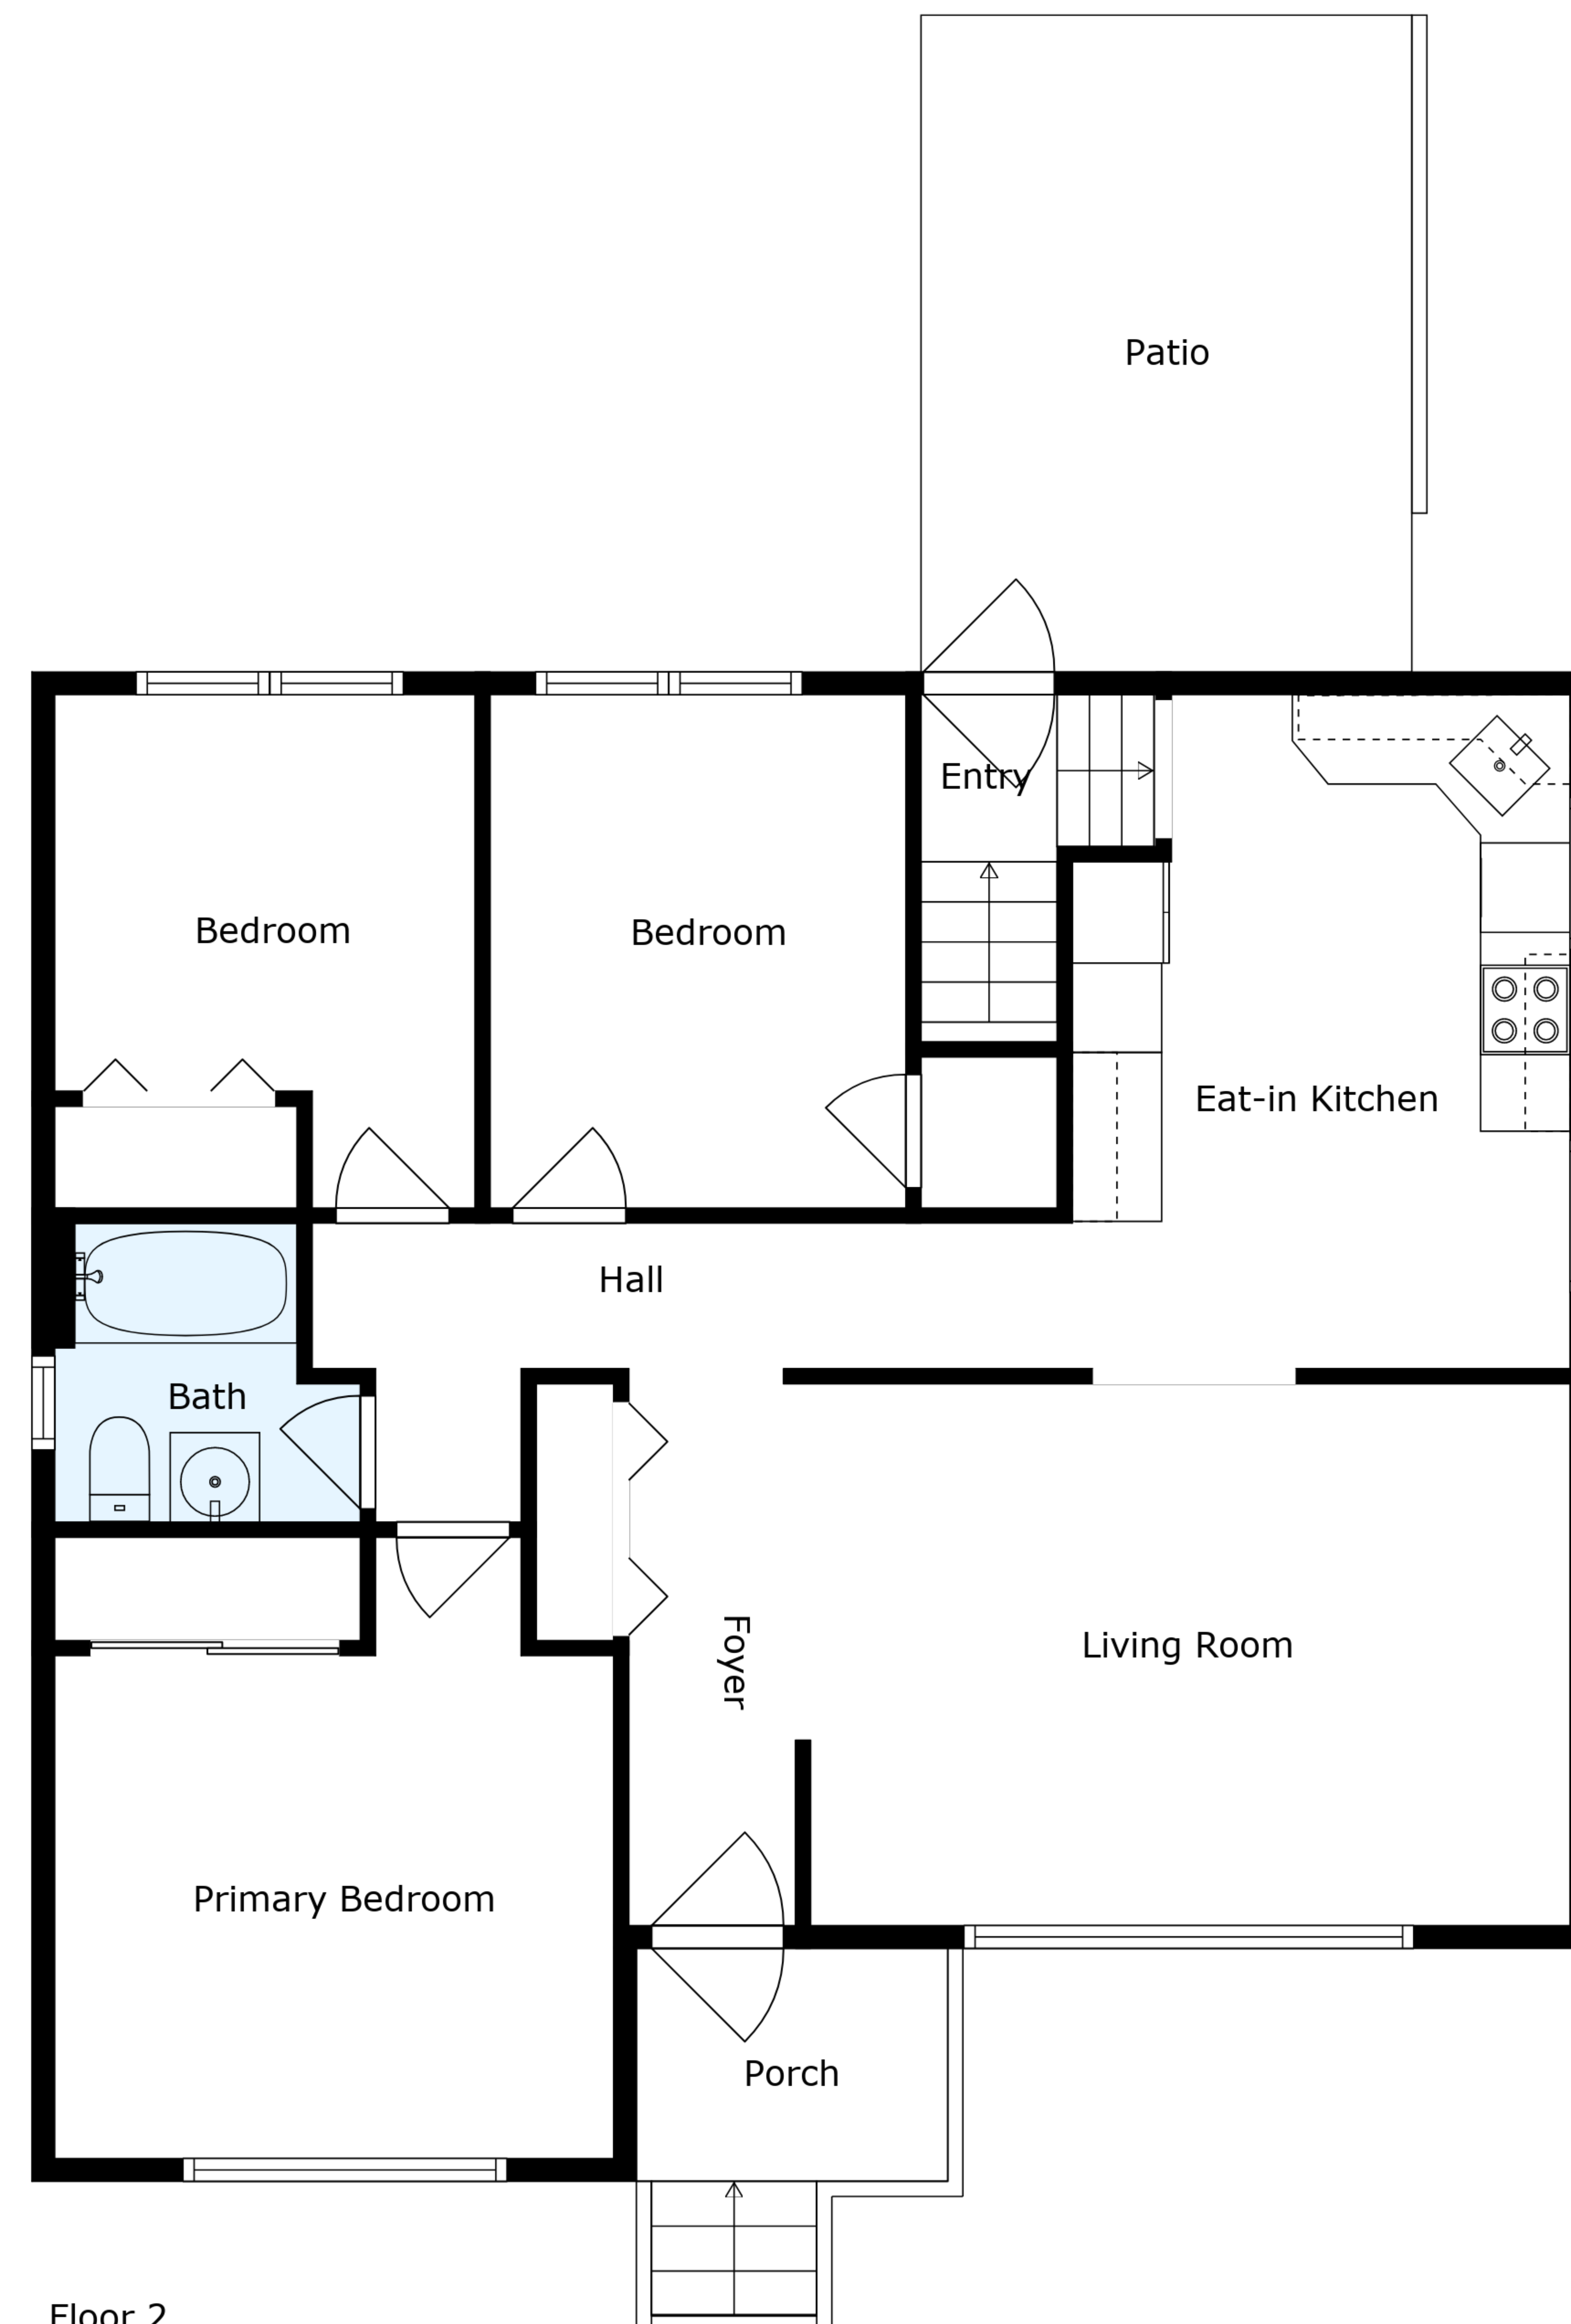 Patio
Entry
Bedroom
Bedroom
Eat-in Kitchen
Hall
Bath
Foyer
Living Room
Primary Bedroom
Porch
Floor 2